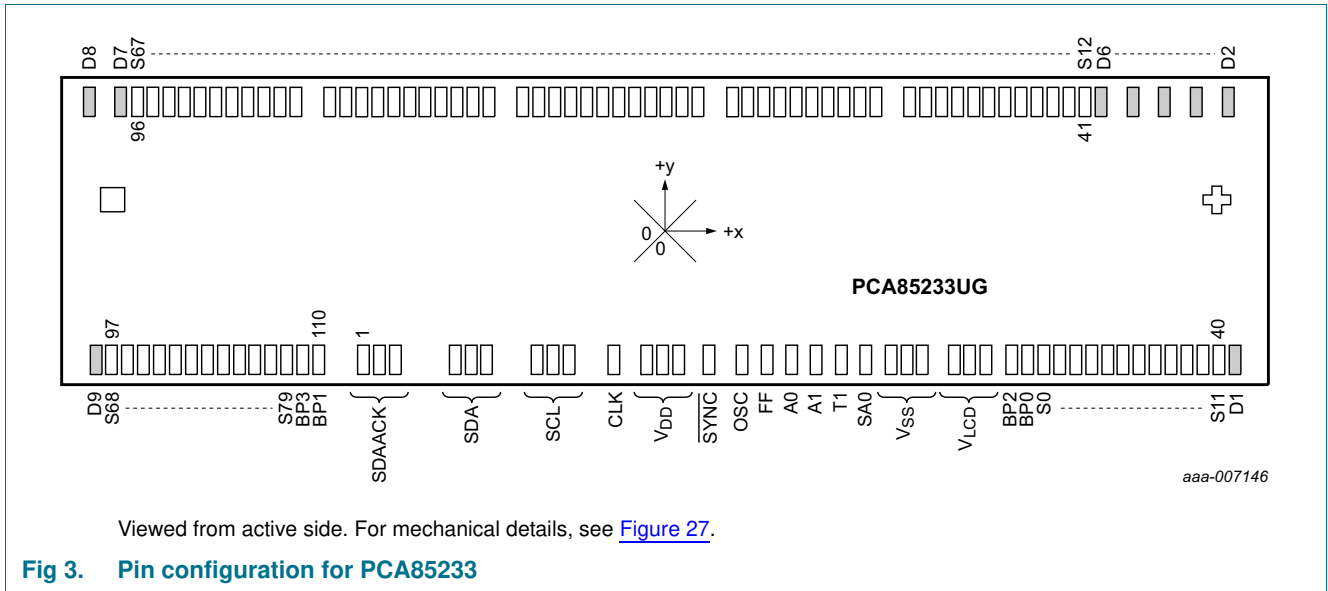 D8 D7 S67 S12 D6 D2
96 41
+y
0 +x
0
PCA85233UG
97 110 1 40
D9 S68 S79 BP3 BP1 SDAACK SDA SCL CLK VDD SYNC OSC FF A0 A1 T1 SA0 VSS VLCD BP2 BP0 S0 S11 D1
aaa-007146
Viewed from active side. For mechanical details, see Figure 27.
Fig 3. Pin configuration for PCA85233